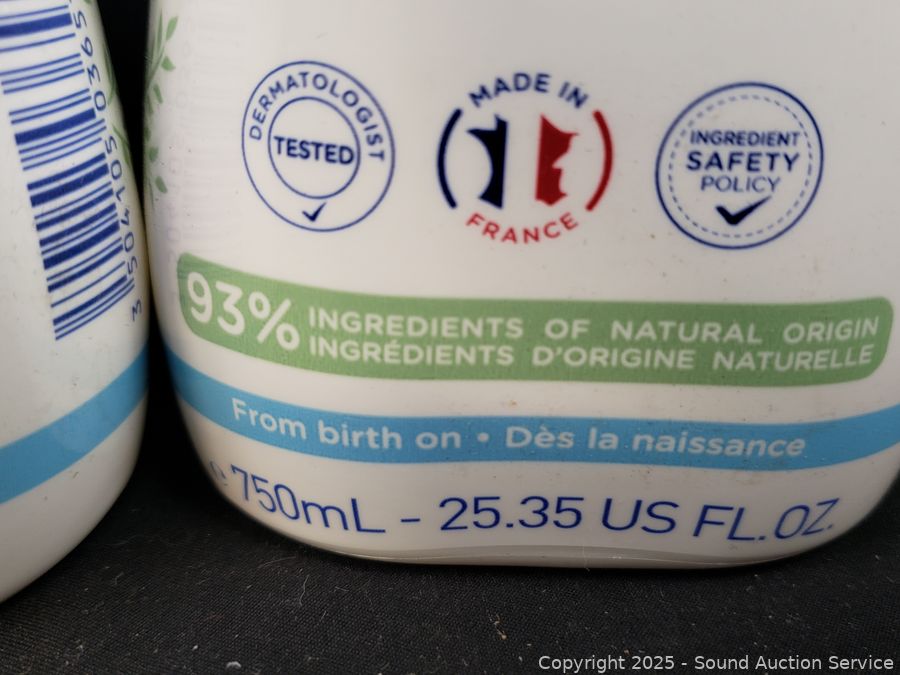 3 504105 0365
DERMATOLOGIST
TESTED
MADE IN
FRANCE
INGREDIENT
SAFETY
POLICY
93%
INGREDIENTS OF NATURAL ORIGIN
INGRÉDIENTS D'ORIGINE NATURELLE
From birth on • Dès la naissance
e 750mL - 25.35 US FL.OZ.
Copyright 2025 - Sound Auction Service